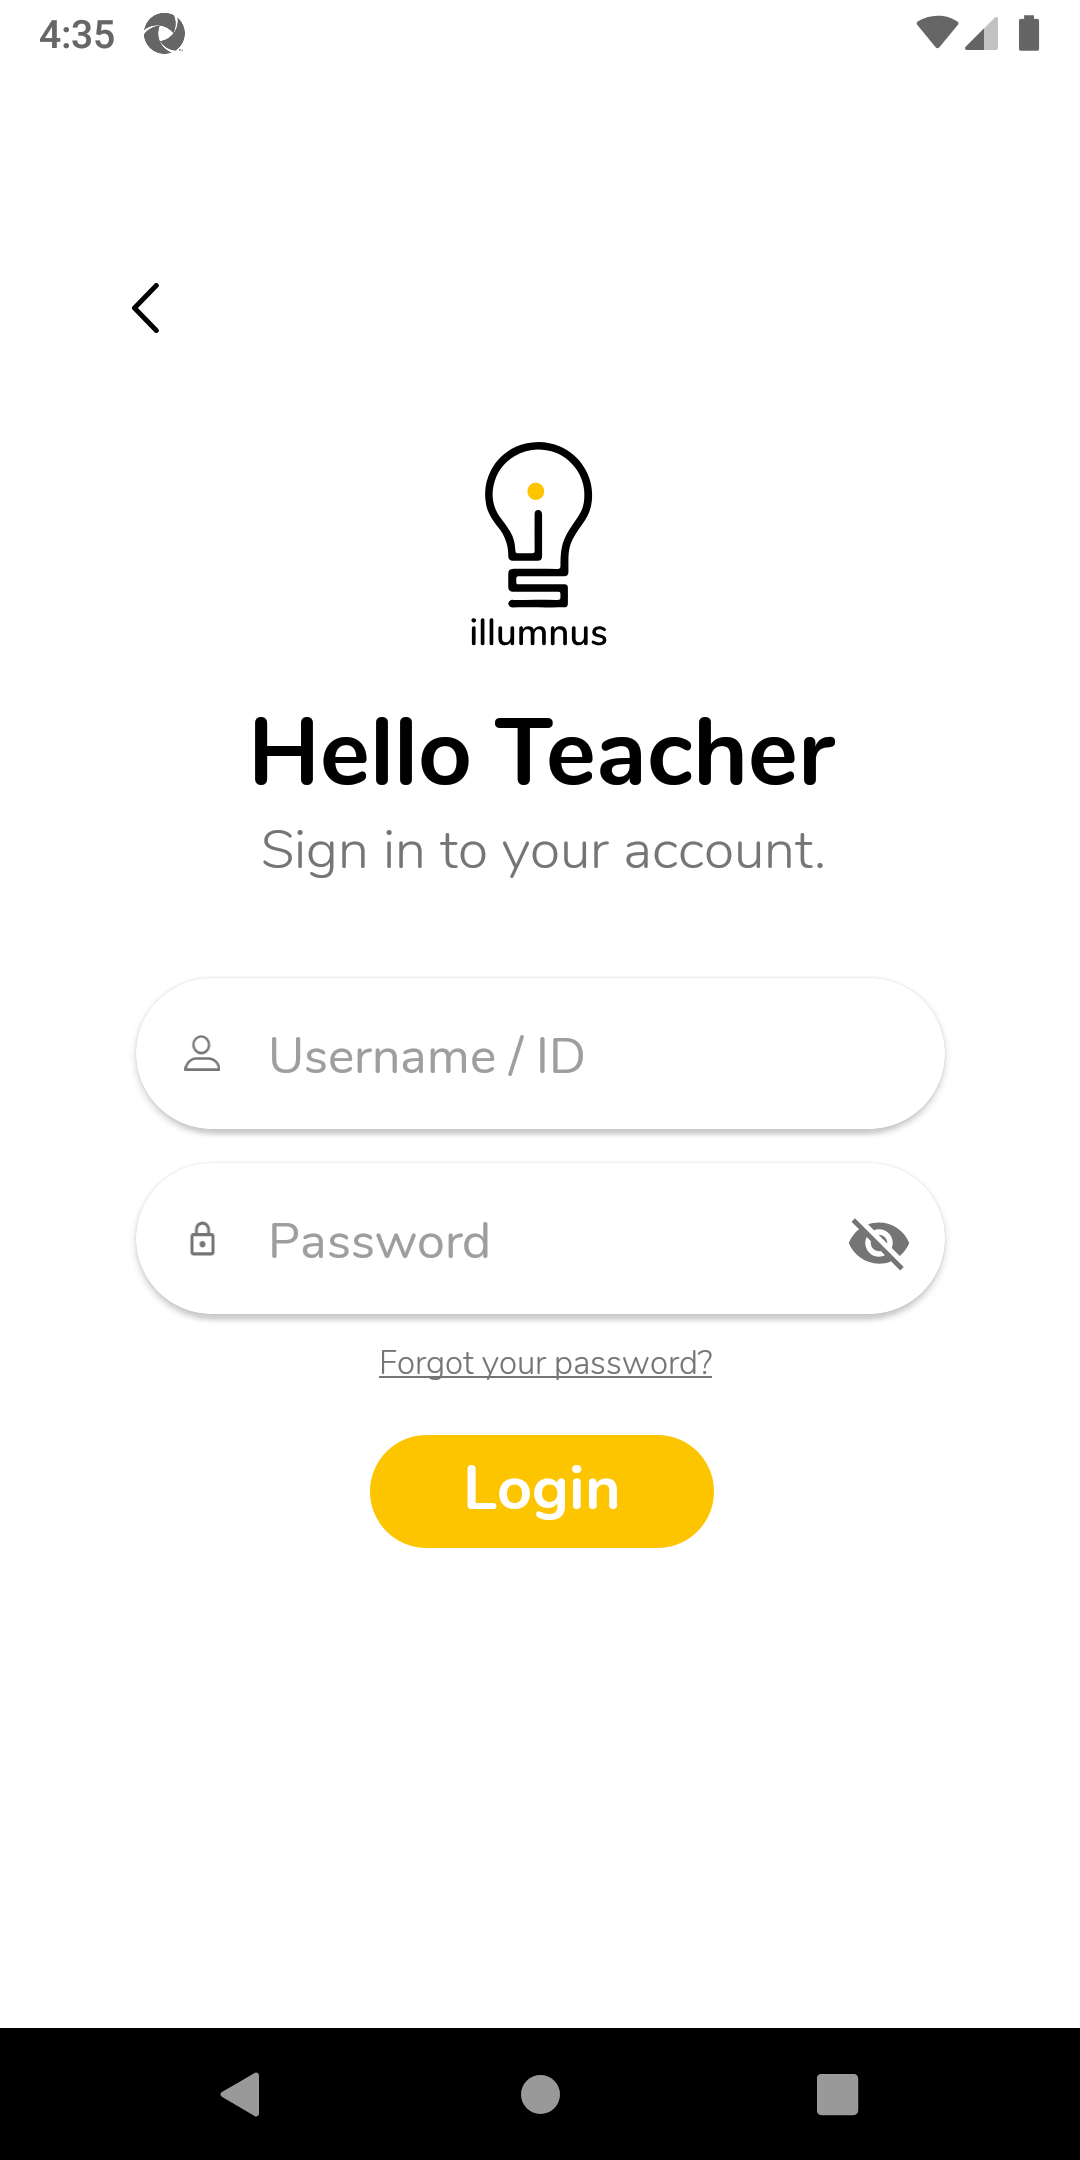 4:35
illumnus
Hello Teacher
Sign in to your account.
Username / ID
Password
Forgot your password?
Login